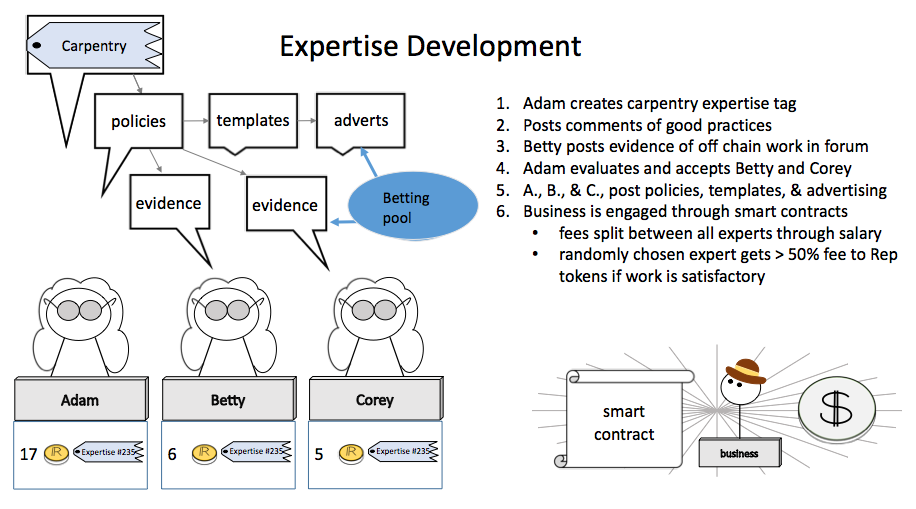 Carpentry
Expertise Development
policies
templates
adverts
evidence
evidence
Betting
pool
1. Adam creates carpentry expertise tag
2. Posts comments of good practices
3. Betty posts evidence of off chain work in forum
4. Adam evaluates and accepts Betty and Corey
5. A., B., & C., post policies, templates, & advertising
6. Business is engaged through smart contracts
• fees split between all experts through salary
• randomly chosen expert gets > 50% fee to Rep
tokens if work is satisfactory
Adam
Betty
Corey
17 R Expertise #235
6 R Expertise #235
5 R Expertise #235
smart
contract
$
business